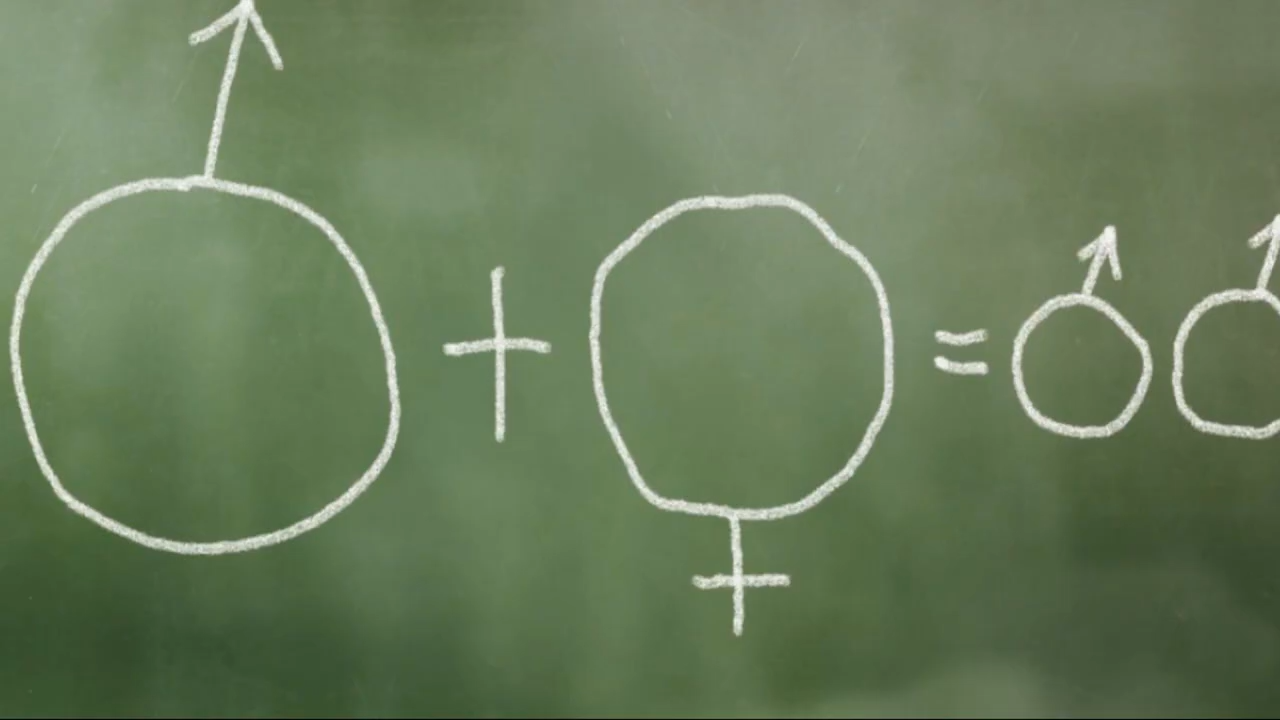 ♂ + ♀ = ♂ ♂